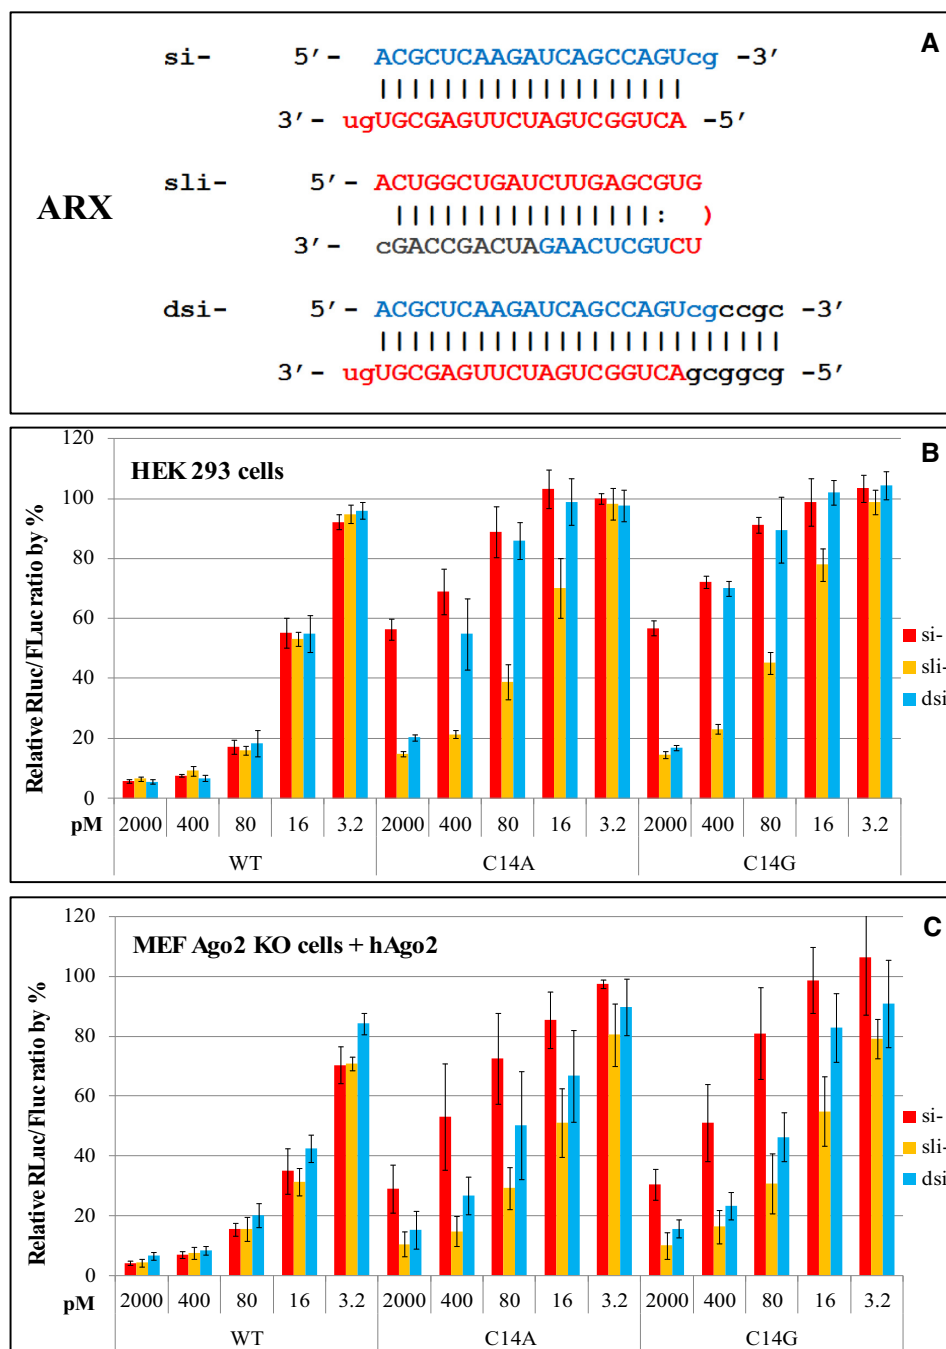 A
si- 5′- ACGCUCAAGAUCAGCCAGUcg -3′
3′- ugUGCGAGUUCUAGUCGGUCA -5′
ARX
sli- 5′- ACUGGCUGAUCUUGAGCGUG
3′- cGACCGACUAGAACUCGUCU
dsi- 5′- ACGCUCAAGAUCAGCCAGUcgccgc -3′
3′- ugUGCGAGUUCUAGUCGGUCAgcggcg -5′
B
HEK 293 cells
Relative Rluc/FLuc ratio by %
120
100
80
60
40
20
0
si-
sli-
dsi
pM 2000 400 80 16 3.2 2000 400 80 16 3.2 2000 400 80 16 3.2
WT C14A C14G
C
MEF Ago2 KO cells + hAgo2
Relative RLuc/Fluc ratio by %
120
100
80
60
40
20
0
si-
sli-
dsi
pM 2000 400 80 16 3.2 2000 400 80 16 3.2 2000 400 80 16 3.2
WT C14A C14G